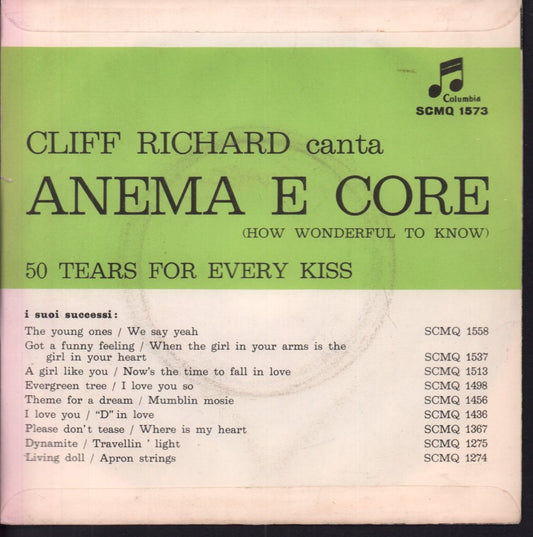 Columbia
SCMQ 1573
CLIFF RICHARD canta
ANEMA E CORE
(HOW WONDERFUL TO KNOW)
50 TEARS FOR EVERY KISS
i suoi successi:
The young ones / We say yeah SCMQ 1558
Got a funny feeling / When the girl in your arms is the
girl in your heart SCMQ 1537
A girl like you / Now's the time to fall in love SCMQ 1513
Evergreen tree / I love you so SCMQ 1498
Theme for a dream / Mumblin mosie SCMQ 1456
I love you / "D" in love SCMQ 1436
Please don't tease / Where is my heart SCMQ 1367
Dynamite / Travellin ' light SCMQ 1275
Living doll / Apron strings SCMQ 1274